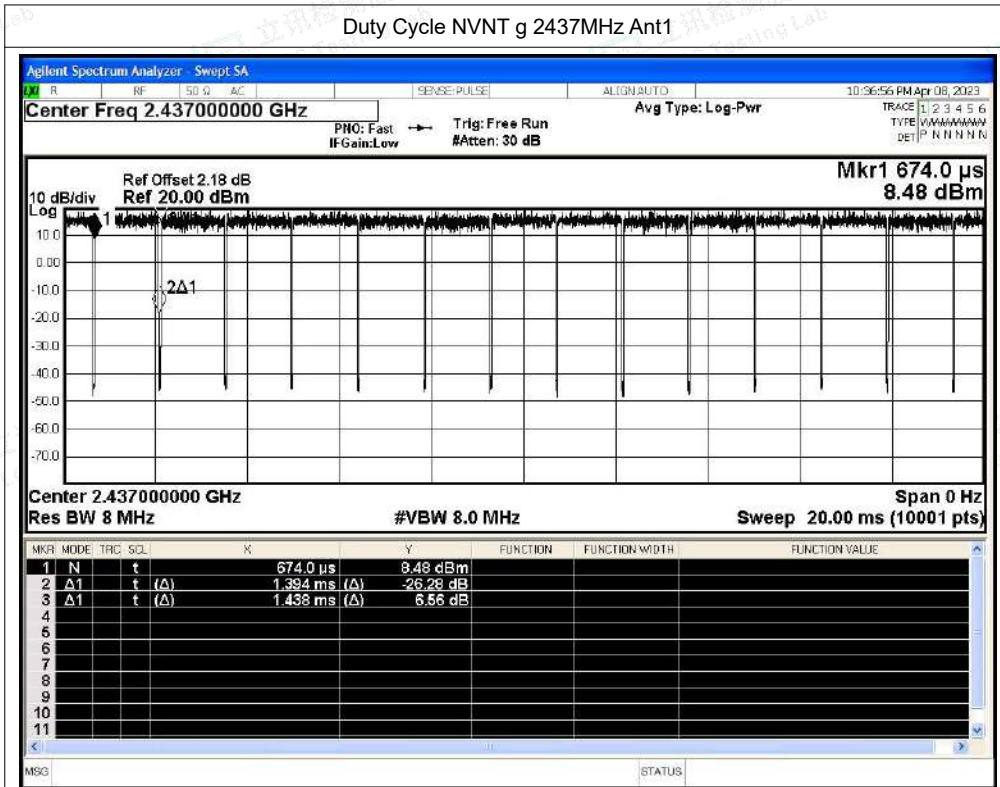 Duty Cycle NVNT g 2437MHz Ant1
Agilent Spectrum Analyzer - Swept SA
LXI R RF 50 Ω AC SENSE:PULSE ALIGN AUTO 10:36:56 PM Apr 08, 2023
Center Freq 2.437000000 GHz Avg Type: Log-Pwr TRACE 1 2 3 4 5 6
PNO: Fast Trig: Free Run TYPE WWWWWW
IFGain:Low #Atten: 30 dB DET P N N N N N
Mkr1 674.0 µs
Ref Offset 2.18 dB
10 dB/div Ref 20.00 dBm 8.48 dBm
Log
1
10.0
0.00
-10.0 2Δ1
-20.0
-30.0
-40.0
-50.0
-60.0
-70.0
Center 2.437000000 GHz Span 0 Hz
Res BW 8 MHz #VBW 8.0 MHz Sweep 20.00 ms (10001 pts)
MKR MODE TRC SCL X Y FUNCTION FUNCTION WIDTH FUNCTION VALUE
1 N t 674.0 µs 8.48 dBm
2 Δ1 t (Δ) 1.394 ms (Δ) -26.28 dB
3 Δ1 t (Δ) 1.438 ms (Δ) 6.56 dB
4
5
6
7
8
9
10
11
MSG STATUS